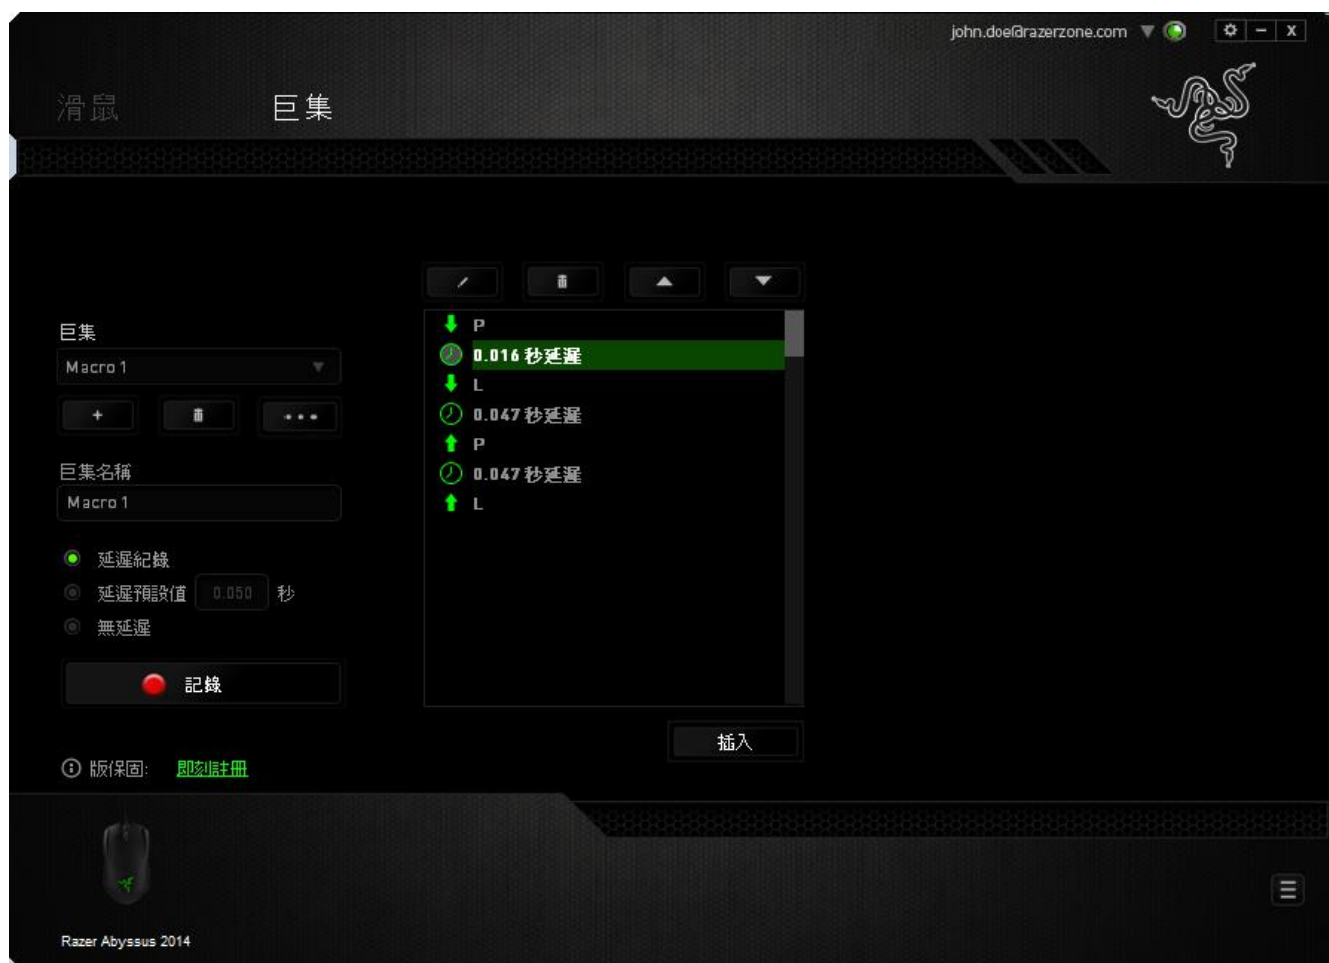 john.doe@razerzone.com
滑鼠
巨集
巨集
Macro 1
巨集名稱
Macro 1
延遲紀錄
延遲預設值 0.050 秒
無延遲
記錄
P
0.016 秒延遲
L
0.047 秒延遲
P
0.047 秒延遲
L
插入
版保固: 即刻註冊
Razer Abyssus 2014